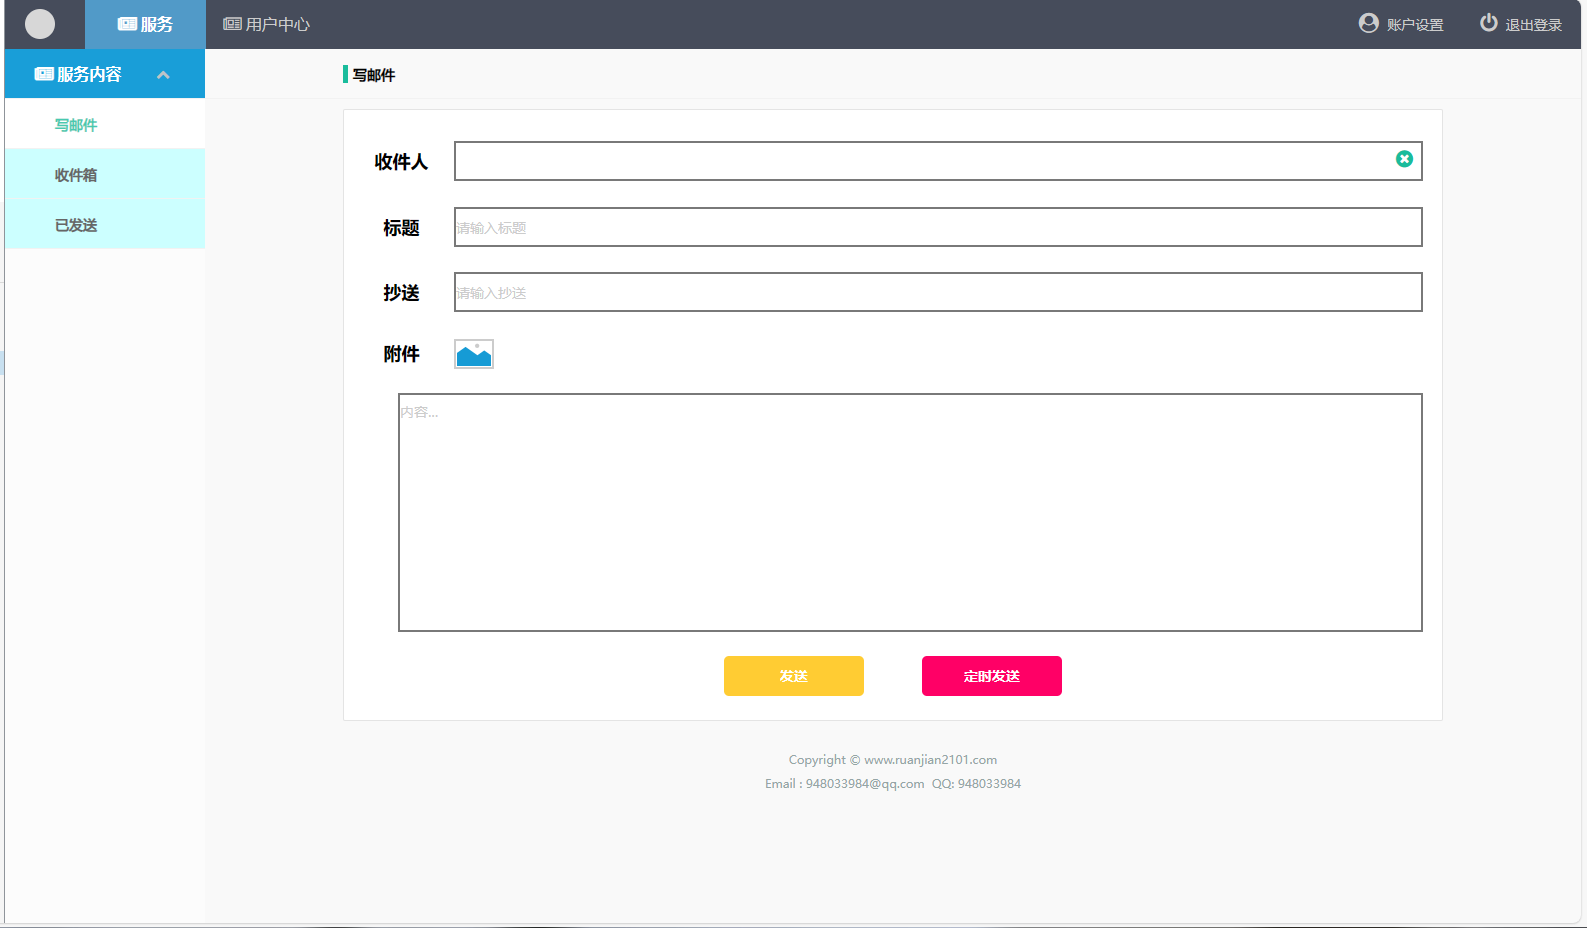 服务 用户中心 账户设置 退出登录
服务内容
写邮件
写邮件
收件箱
已发送
收件人
标题 请输入标题
抄送 请输入抄送
附件
内容...
发送 定时发送
Copyright © www.ruanjian2101.com
Email : 948033984@qq.com QQ: 948033984